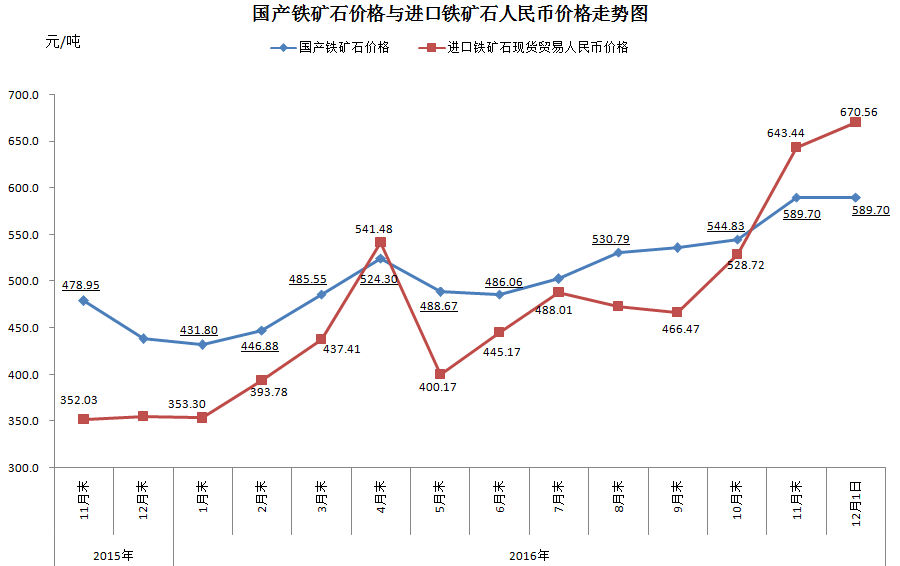 国产铁矿石价格与进口铁矿石人民币价格走势图
元/吨
国产铁矿石价格 进口铁矿石现货贸易人民币价格
700.0
650.0
600.0
550.0
500.0
450.0
400.0
350.0
300.0
478.95
431.80
446.88
485.55
524.30
488.67
486.06
530.79
544.83
589.70
589.70
352.03
353.30
393.78
437.41
541.48
400.17
445.17
488.01
466.47
528.72
643.44
670.56
11月末
12月末
1月末
2月末
3月末
4月末
5月末
6月末
7月末
8月末
9月末
10月末
11月末
12月1日
2015年 2016年